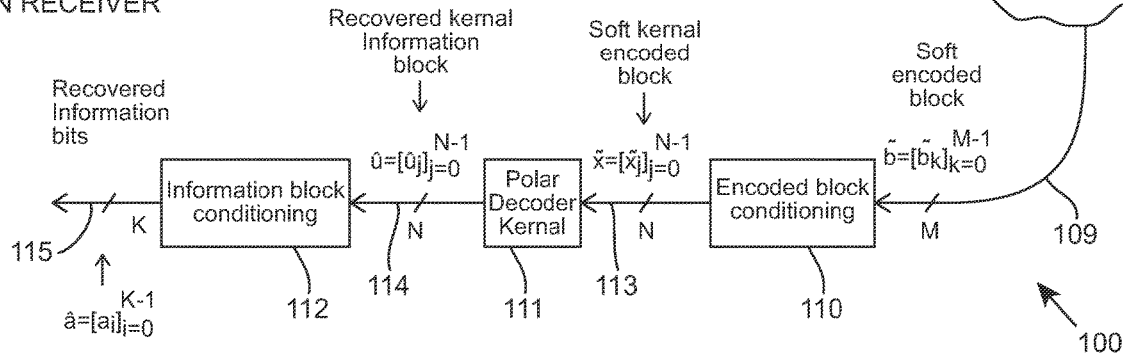 N RECEIVER
Recovered kernal
Information
block
Soft kernal
encoded
block
Soft
encoded
block
Recovered
Information
bits
û=[ûj]
N-1
j=0
x̃=[x̃j]
N-1
j=0
b̃=[b̃k]
M-1
k=0
Information block
conditioning
Polar
Decoder
Kernal
Encoded block
conditioning
K
N
N
M
115
114
113
109
112
111
110
â=[ai]
K-1
i=0
100